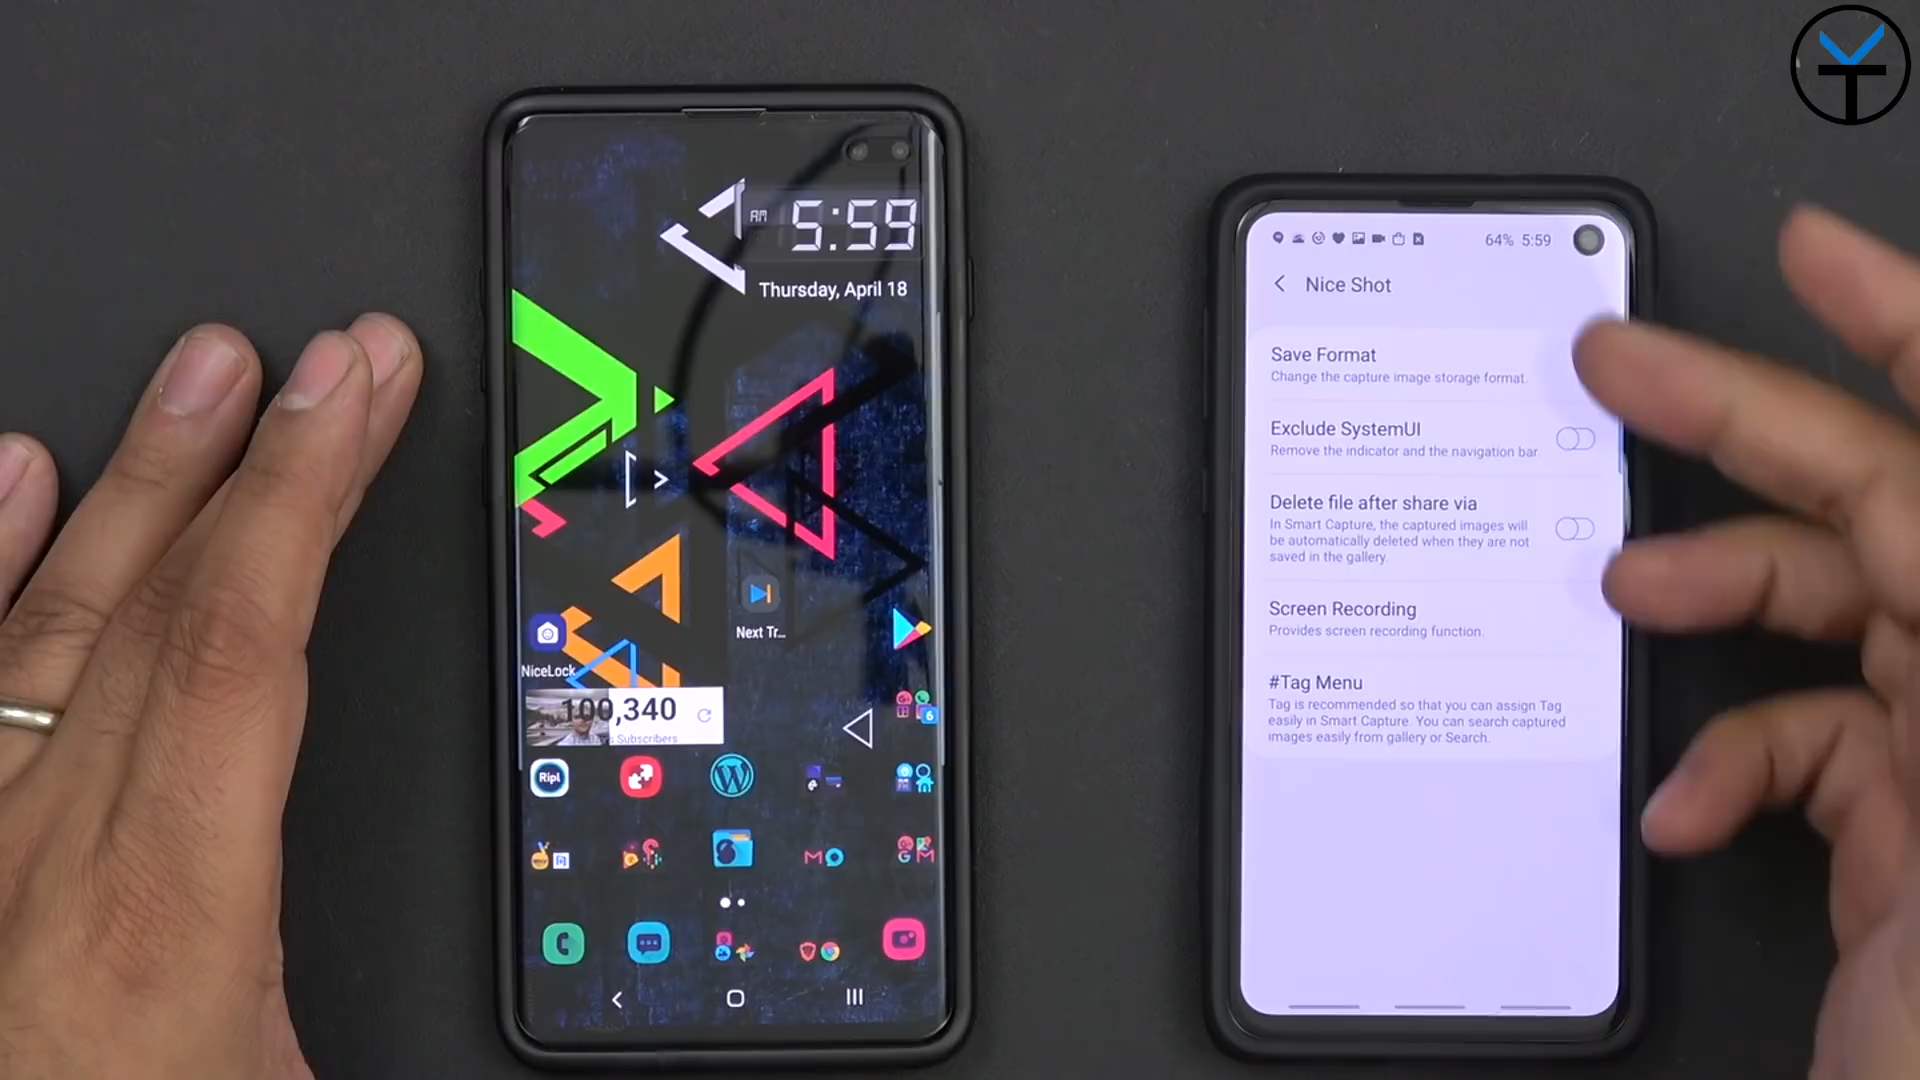 AM 5:59
Thursday, April 18
Next Tr...
NiceLock
100,340
Subscribers
6
Ripl
64% 5:59
Nice Shot
Save Format
Change the capture image storage format.
Exclude SystemUI
Remove the indicator and the navigation bar.
Delete file after share via
In Smart Capture, the captured images will
be automatically deleted when they are not
saved in the gallery.
Screen Recording
Provides screen recording function.
#Tag Menu
Tag is recommended so that you can assign Tag
easily in Smart Capture. You can search captured
images easily from gallery or Search.